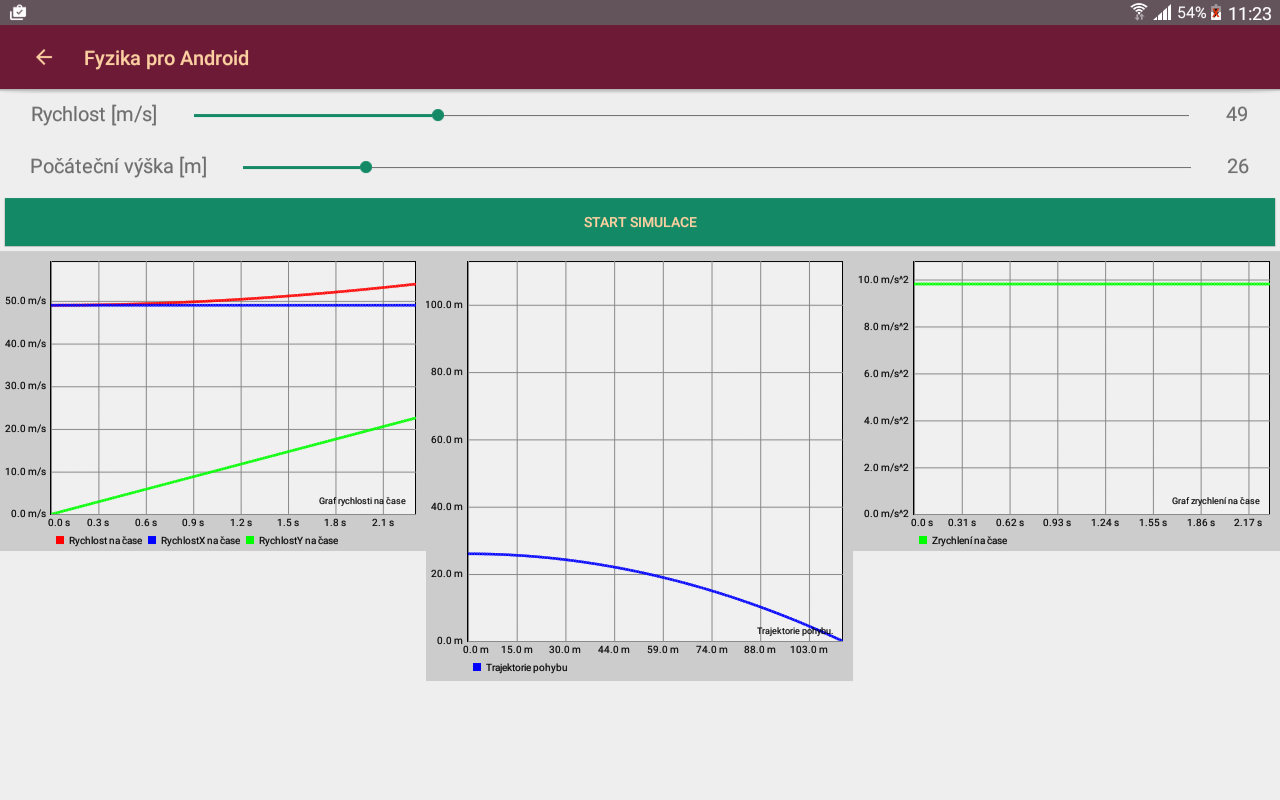 54% 11:23
Fyzika pro Android
Rychlost [m/s] 49
Počáteční výška [m] 26
START SIMULACE
50.0 m/s
40.0 m/s
30.0 m/s
20.0 m/s
10.0 m/s
0.0 m/s
Graf rychlosti na čase
0.0 s 0.3 s 0.6 s 0.9 s 1.2 s 1.5 s 1.8 s 2.1 s
Rychlost na čase RychlostX na čase RychlostY na čase
100.0 m
80.0 m
60.0 m
40.0 m
20.0 m
0.0 m
Trajektorie pohybu.
0.0 m 15.0 m 30.0 m 44.0 m 59.0 m 74.0 m 88.0 m 103.0 m
Trajektorie pohybu
10.0 m/s^2
8.0 m/s^2
6.0 m/s^2
4.0 m/s^2
2.0 m/s^2
0.0 m/s^2
Graf zrychlení na čase
0.0 s 0.31 s 0.62 s 0.93 s 1.24 s 1.55 s 1.86 s 2.17 s
Zrychlení na čase